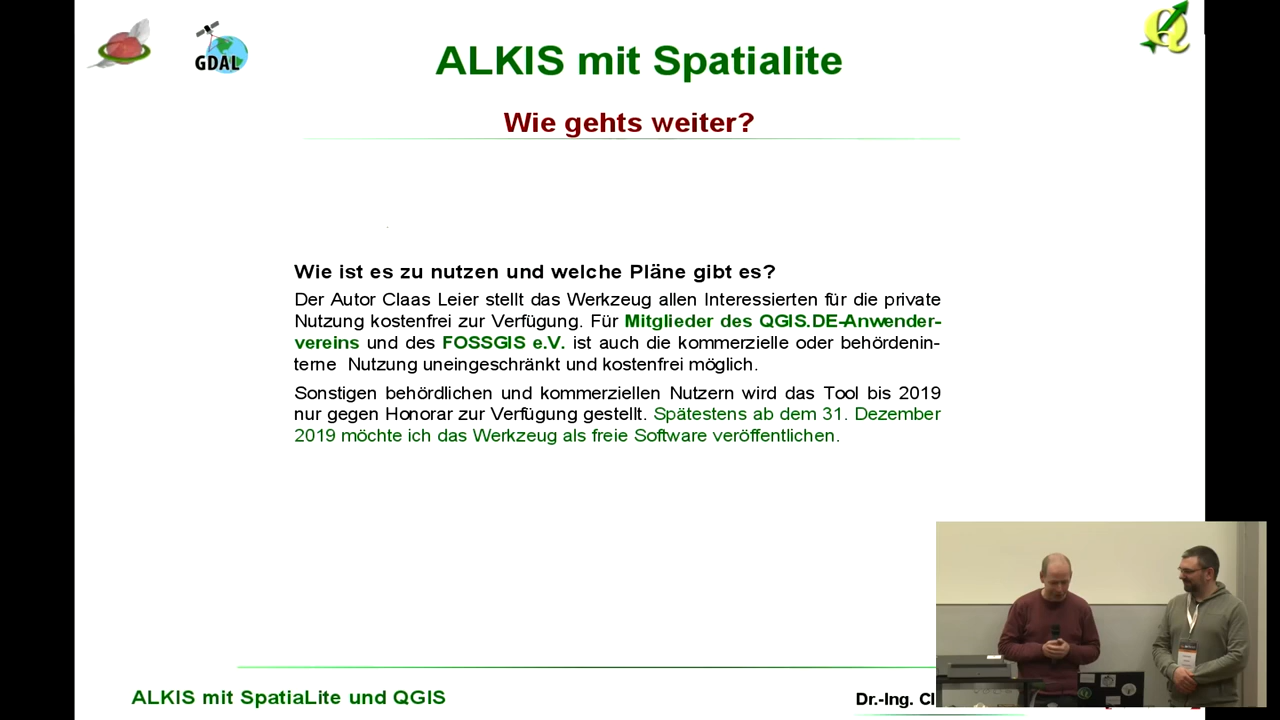 GDAL
ALKIS mit Spatialite
Wie gehts weiter?
Wie ist es zu nutzen und welche Pläne gibt es?
Der Autor Claas Leier stellt das Werkzeug allen Interessierten für die private
Nutzung kostenfrei zur Verfügung. Für Mitglieder des QGIS.DE-Anwender-
vereins und des FOSSGIS e.V. ist auch die kommerzielle oder behördenin-
terne Nutzung uneingeschränkt und kostenfrei möglich.
Sonstigen behördlichen und kommerziellen Nutzern wird das Tool bis 2019
nur gegen Honorar zur Verfügung gestellt. Spätestens ab dem 31. Dezember
2019 möchte ich das Werkzeug als freie Software veröffentlichen.
ALKIS mit SpatiaLite und QGIS
Dr.-Ing.